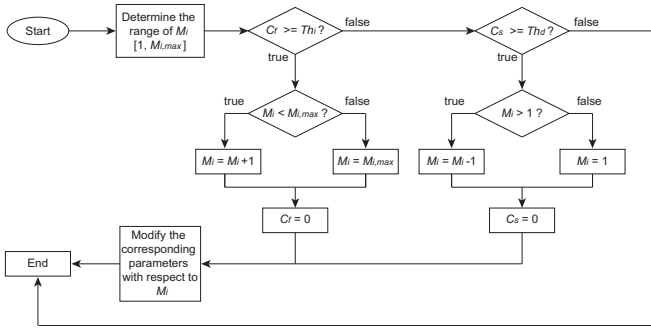 Start
Determine the
range of Mi
[1, Mi,max]
Cf >= Thi ?
false
true
Cs >= Thd ?
false
true
Mi < Mi,max ?
true
false
Mi > 1 ?
true
false
Mi = Mi +1
Mi = Mi,max
Mi = Mi -1
Mi = 1
Cf = 0
Cs = 0
Modify the
corresponding
parameters
with respect to
Mi
End